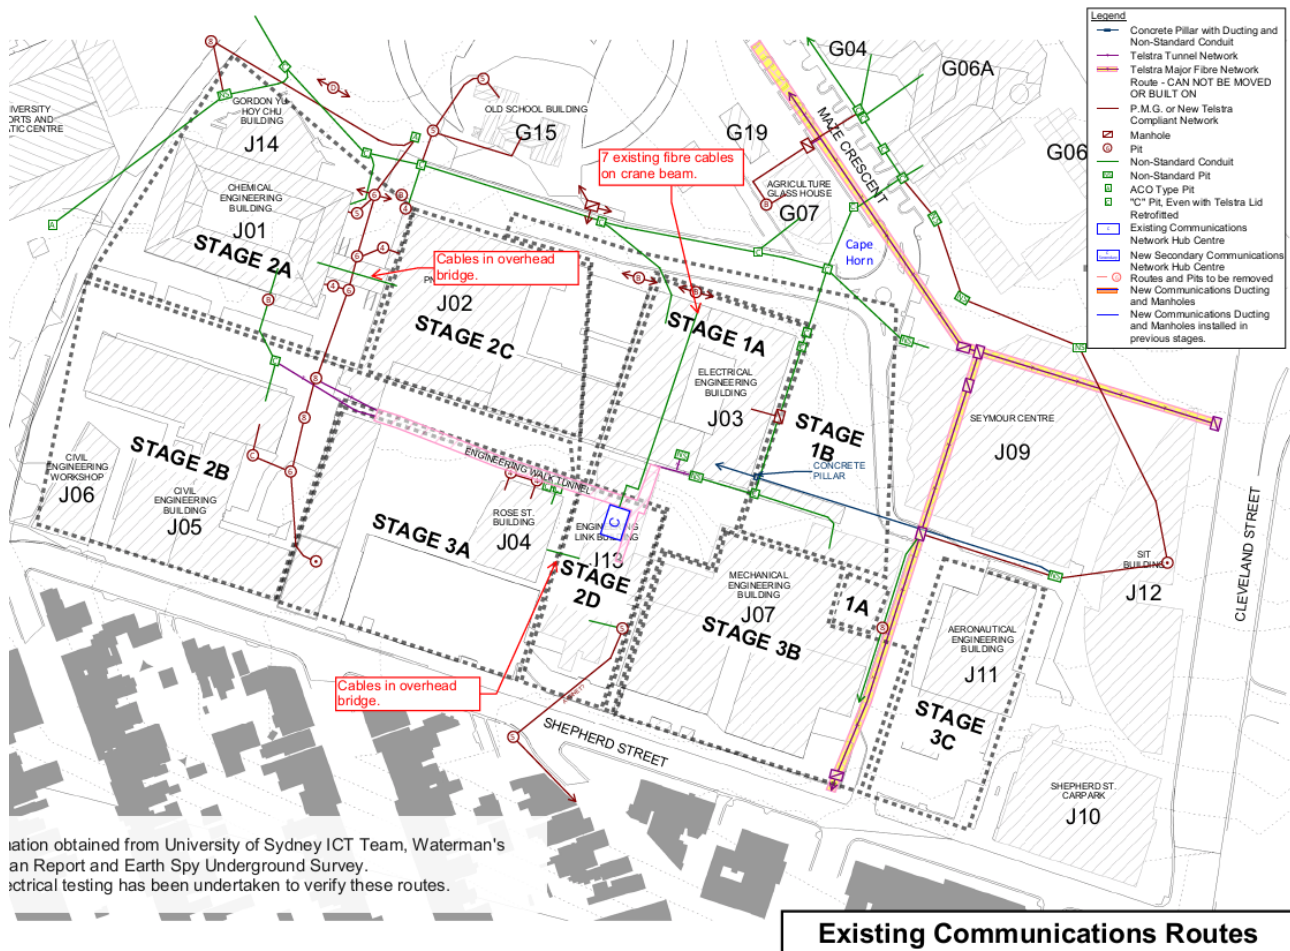 Legend
Concrete Pillar with Ducting and
Non-Standard Conduit
Telstra Tunnel Network
Telstra Major Fibre Network
Route - CAN NOT BE MOVED
OR BUILT ON
P.M.G. or New Telstra
Compliant Network
Manhole
Pit
Non-Standard Conduit
Non-Standard Pit
ACO Type Pit
"C" Pit, Even with Telstra Lid
Retrofitted
Existing Communications
Network Hub Centre
New Secondary Communications
Network Hub Centre
Routes and Pits to be removed
New Communications Ducting
and Manholes
New Communications Ducting
and Manholes installed in
previous stages.
G04
G06A
G06
MAZE CRESCENT
G19
OLD SCHOOL BUILDING
G15
7 existing fibre cables
on crane beam.
AGRICULTURE
GLASS HOUSE
G07
Cape
Horn
GORDON YU-
HOY CHU
BUILDING
J14
CHEMICAL
ENGINEERING
BUILDING
J01
STAGE 2A
Cables in overhead
bridge.
J02
STAGE 2C
STAGE 1A
ELECTRICAL
ENGINEERING
BUILDING
J03
STAGE
1B
CONCRETE
PILLAR
SEYMOUR CENTRE
J09
CLEVELAND STREET
STAGE 2B
CIVIL
ENGINEERING
WORKSHOP
J06
CIVIL
ENGINEERING
BUILDING
J05
ENGINEERING WALK TUNNEL
STAGE 3A
ROSE ST.
BUILDING
J04
C
LINK BUILDING
J13
STAGE
2D
MECHANICAL
ENGINEERING
BUILDING
J07
STAGE 3B
1A
AERONAUTICAL
ENGINEERING
BUILDING
J11
STAGE
3C
SIT
BUILDING
J12
Cables in overhead
bridge.
SHEPHERD STREET
SHEPHERD ST.
CARPARK
J10
obtained from University of Sydney ICT Team, Waterman's
Report and Earth Spy Underground Survey.
testing has been undertaken to verify these routes.
Existing Communications Routes